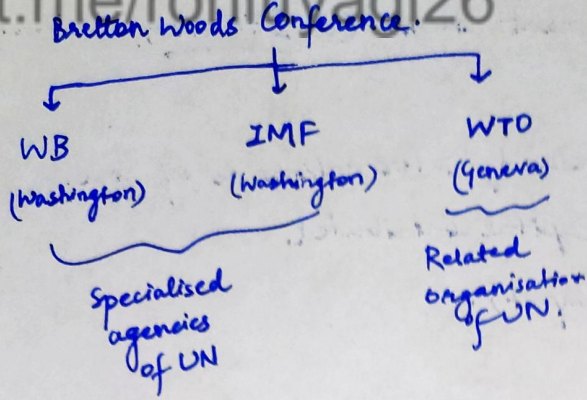 Bretton Woods Conference.
WB
(Washington)
IMF
(Washington)
WTO
(Geneva)
Specialised
agencies
of UN
Related
organisation
of UN.